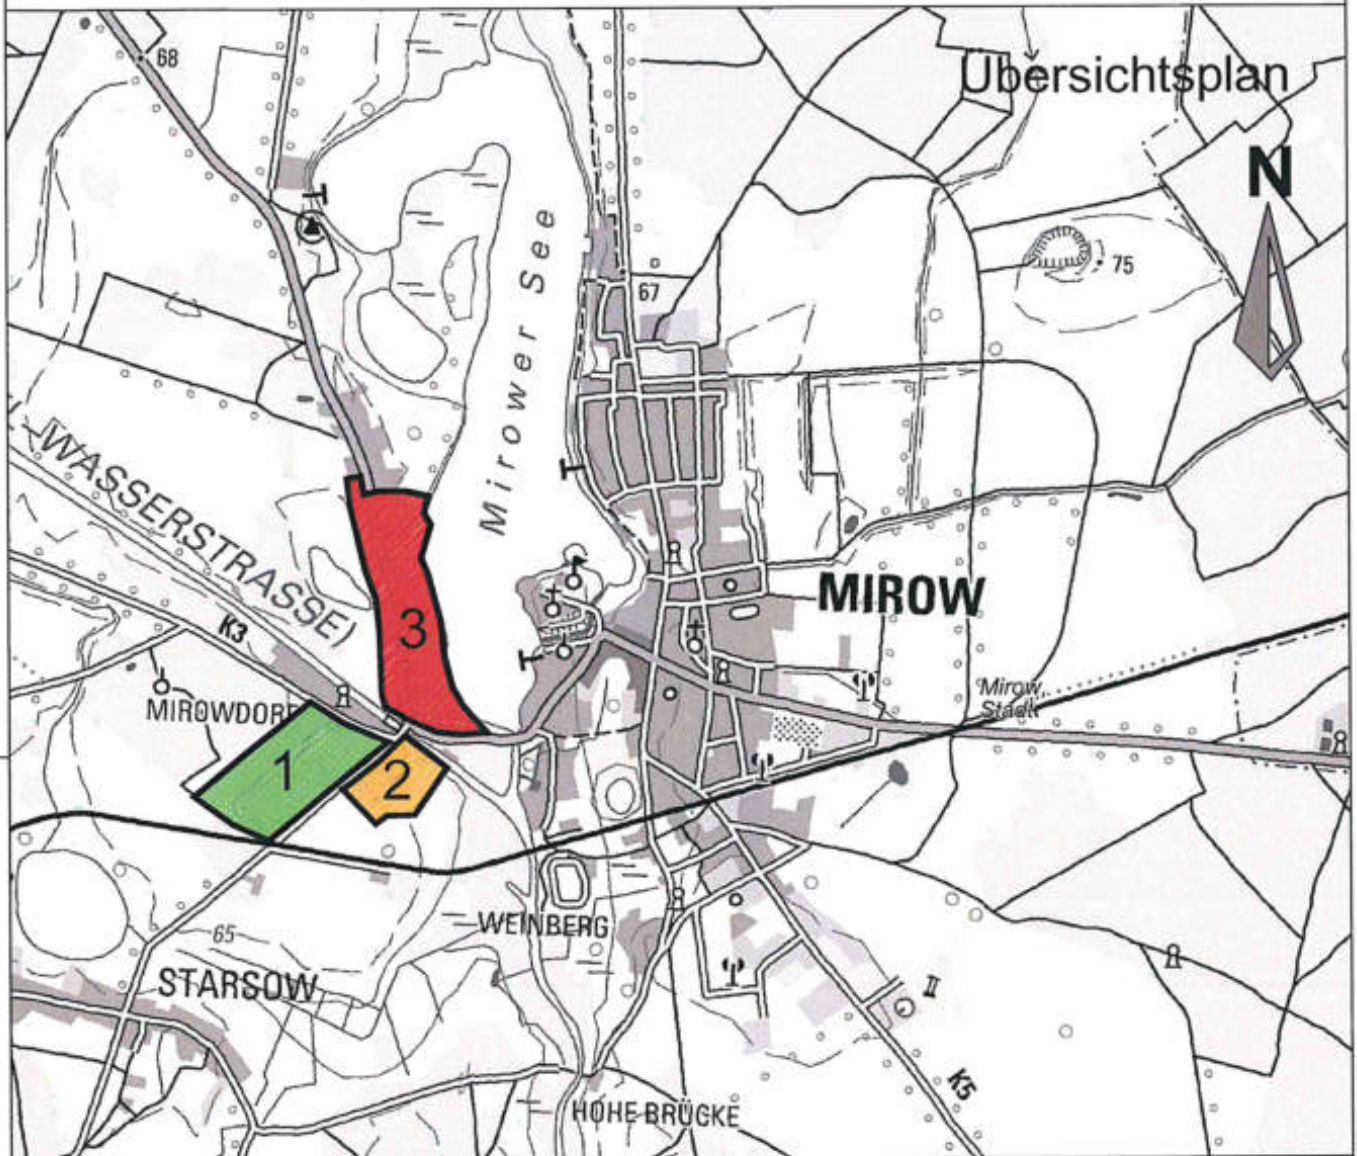 Übersichtsplan
68
N
75
67
Mirower See
WASSERSTRASSE)
MIROW
3
K3
Mirow,
Stadt
MIROWDORF
1
2
WEINBERG
65
STARSOW
II
K5
HOHE BRÜCKE